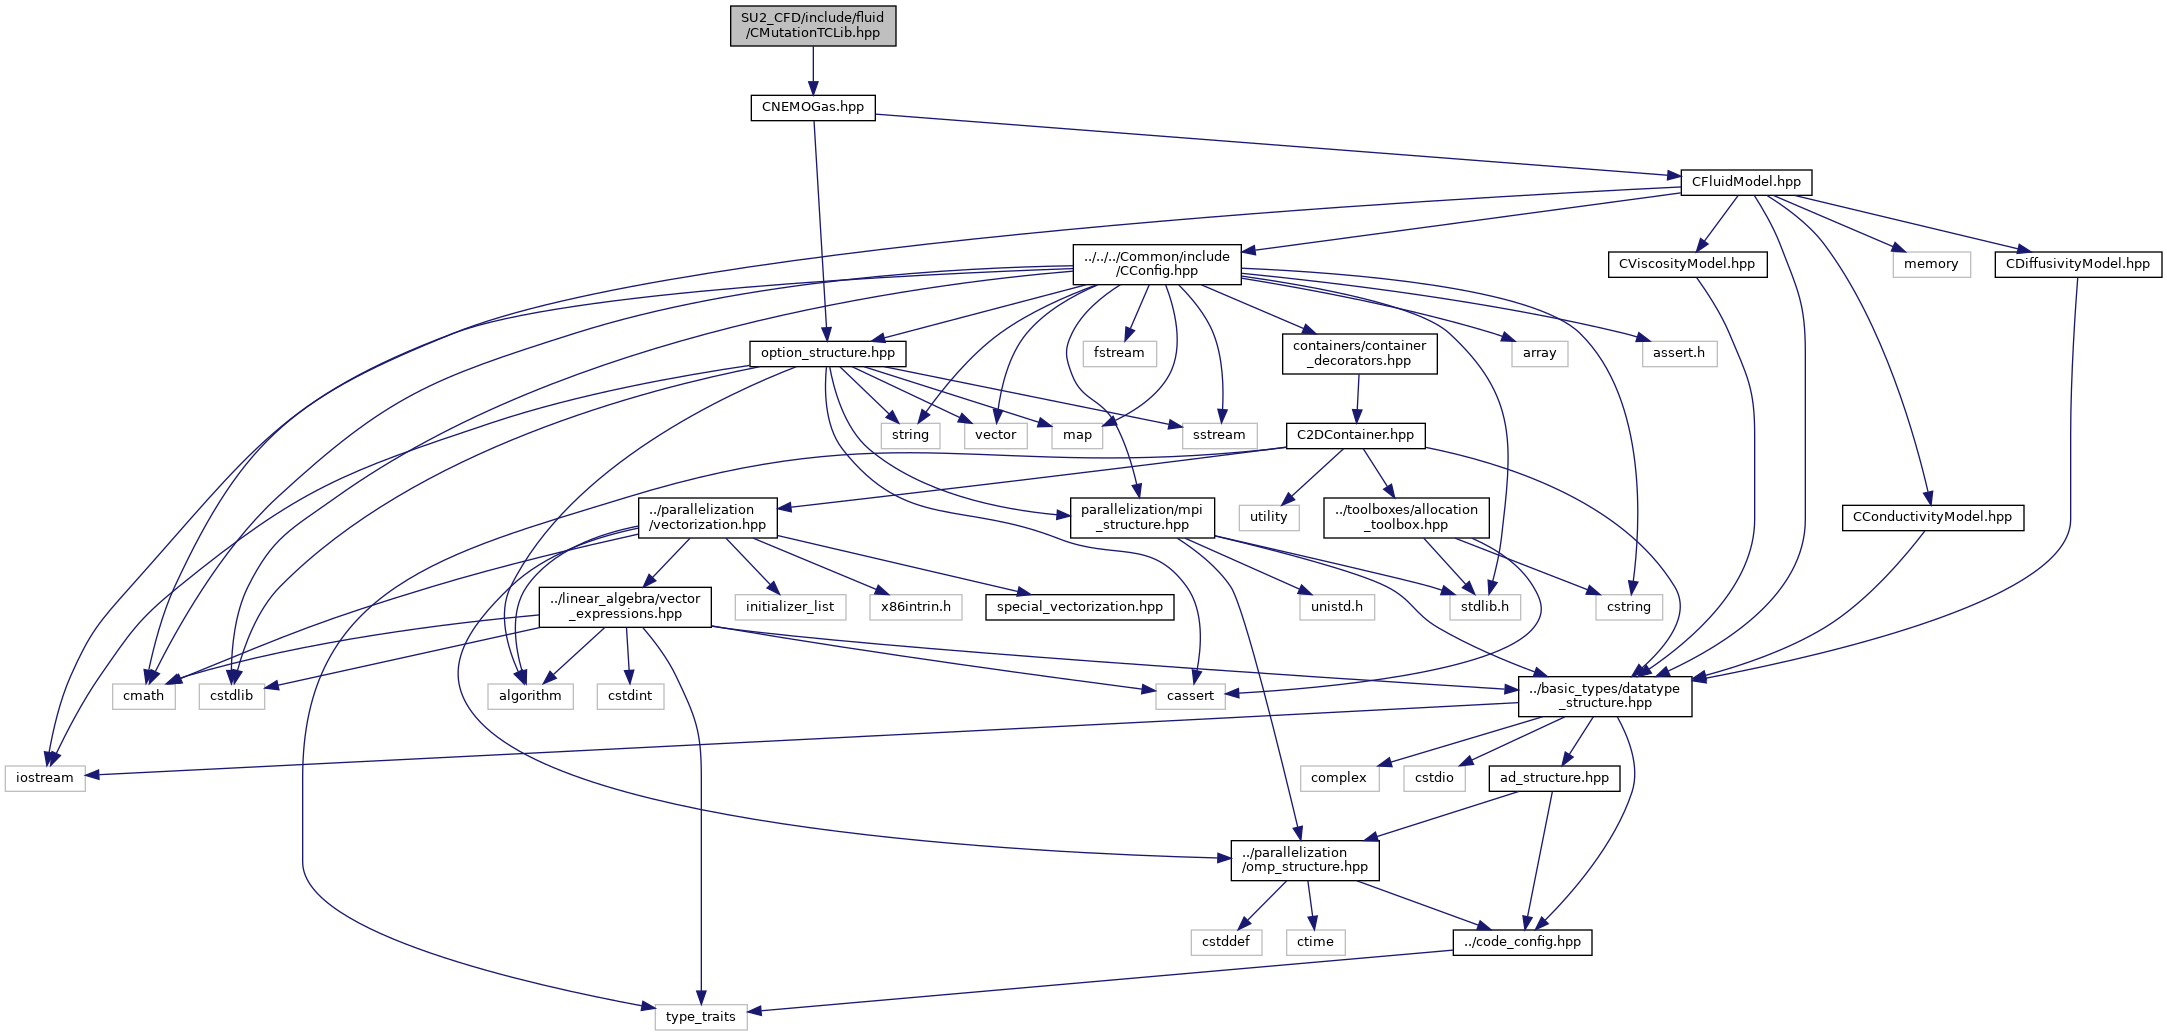 SU2_CFD/include/fluid
/CMutationTCLib.hpp
CNEMOGas.hpp
CFluidModel.hpp
../../../Common/include
/CConfig.hpp
CViscosityModel.hpp
memory
CDiffusivityModel.hpp
option_structure.hpp
fstream
containers/container
_decorators.hpp
array
assert.h
string
vector
map
sstream
C2DContainer.hpp
../parallelization
/vectorization.hpp
parallelization/mpi
_structure.hpp
utility
../toolboxes/allocation
_toolbox.hpp
CConductivityModel.hpp
../linear_algebra/vector
_expressions.hpp
initializer_list
x86intrin.h
special_vectorization.hpp
unistd.h
stdlib.h
cstring
cmath
cstdlib
algorithm
cstdint
cassert
../basic_types/datatype
_structure.hpp
iostream
complex
cstdio
ad_structure.hpp
../parallelization
/omp_structure.hpp
cstddef
ctime
../code_config.hpp
type_traits